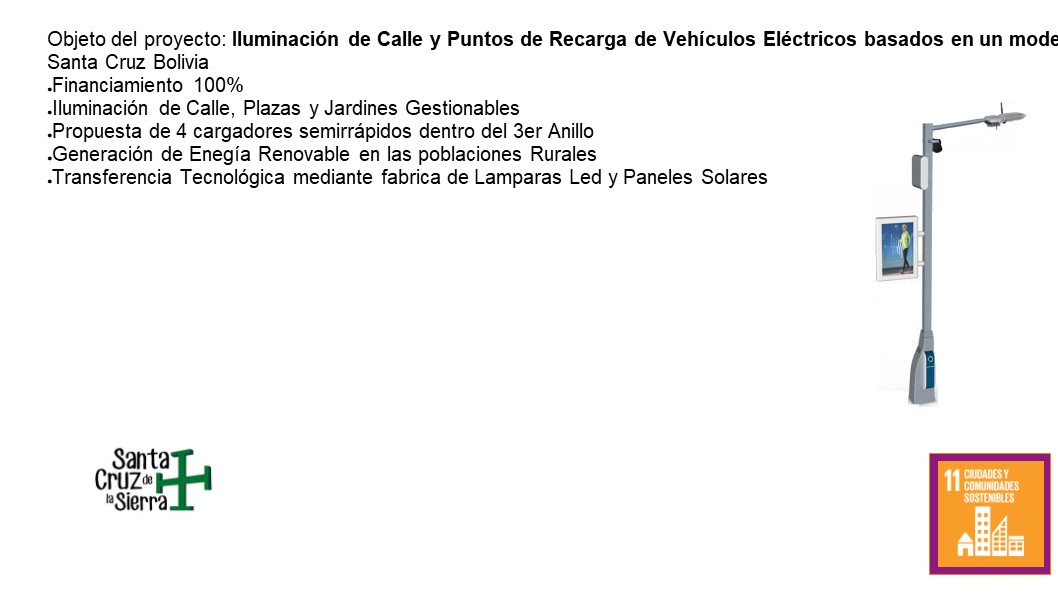 Objeto del proyecto: Iluminación de Calle y Puntos de Recarga de Vehículos Eléctricos basados en un mode
Santa Cruz Bolivia
•Financiamiento 100%
•Iluminación de Calle, Plazas y Jardines Gestionables
•Propuesta de 4 cargadores semirrápidos dentro del 3er Anillo
•Generación de Enegía Renovable en las poblaciones Rurales
•Transferencia Tecnológica mediante fabrica de Lamparas Led y Paneles Solares
Santa
Cruz de
la Sierra
11 CIUDADES Y
COMUNIDADES
SOSTENIBLES